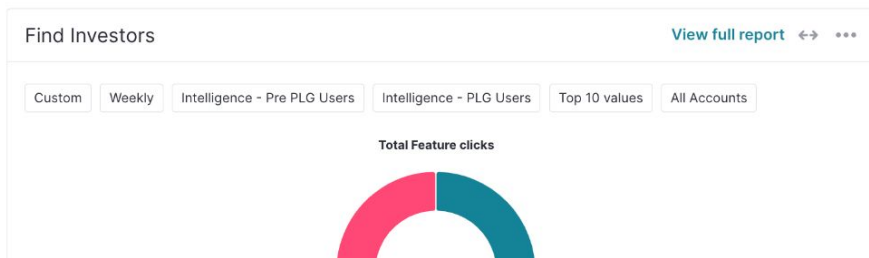 Find Investors
View full report
Custom Weekly Intelligence - Pre PLG Users Intelligence - PLG Users Top 10 values All Accounts
Total Feature clicks